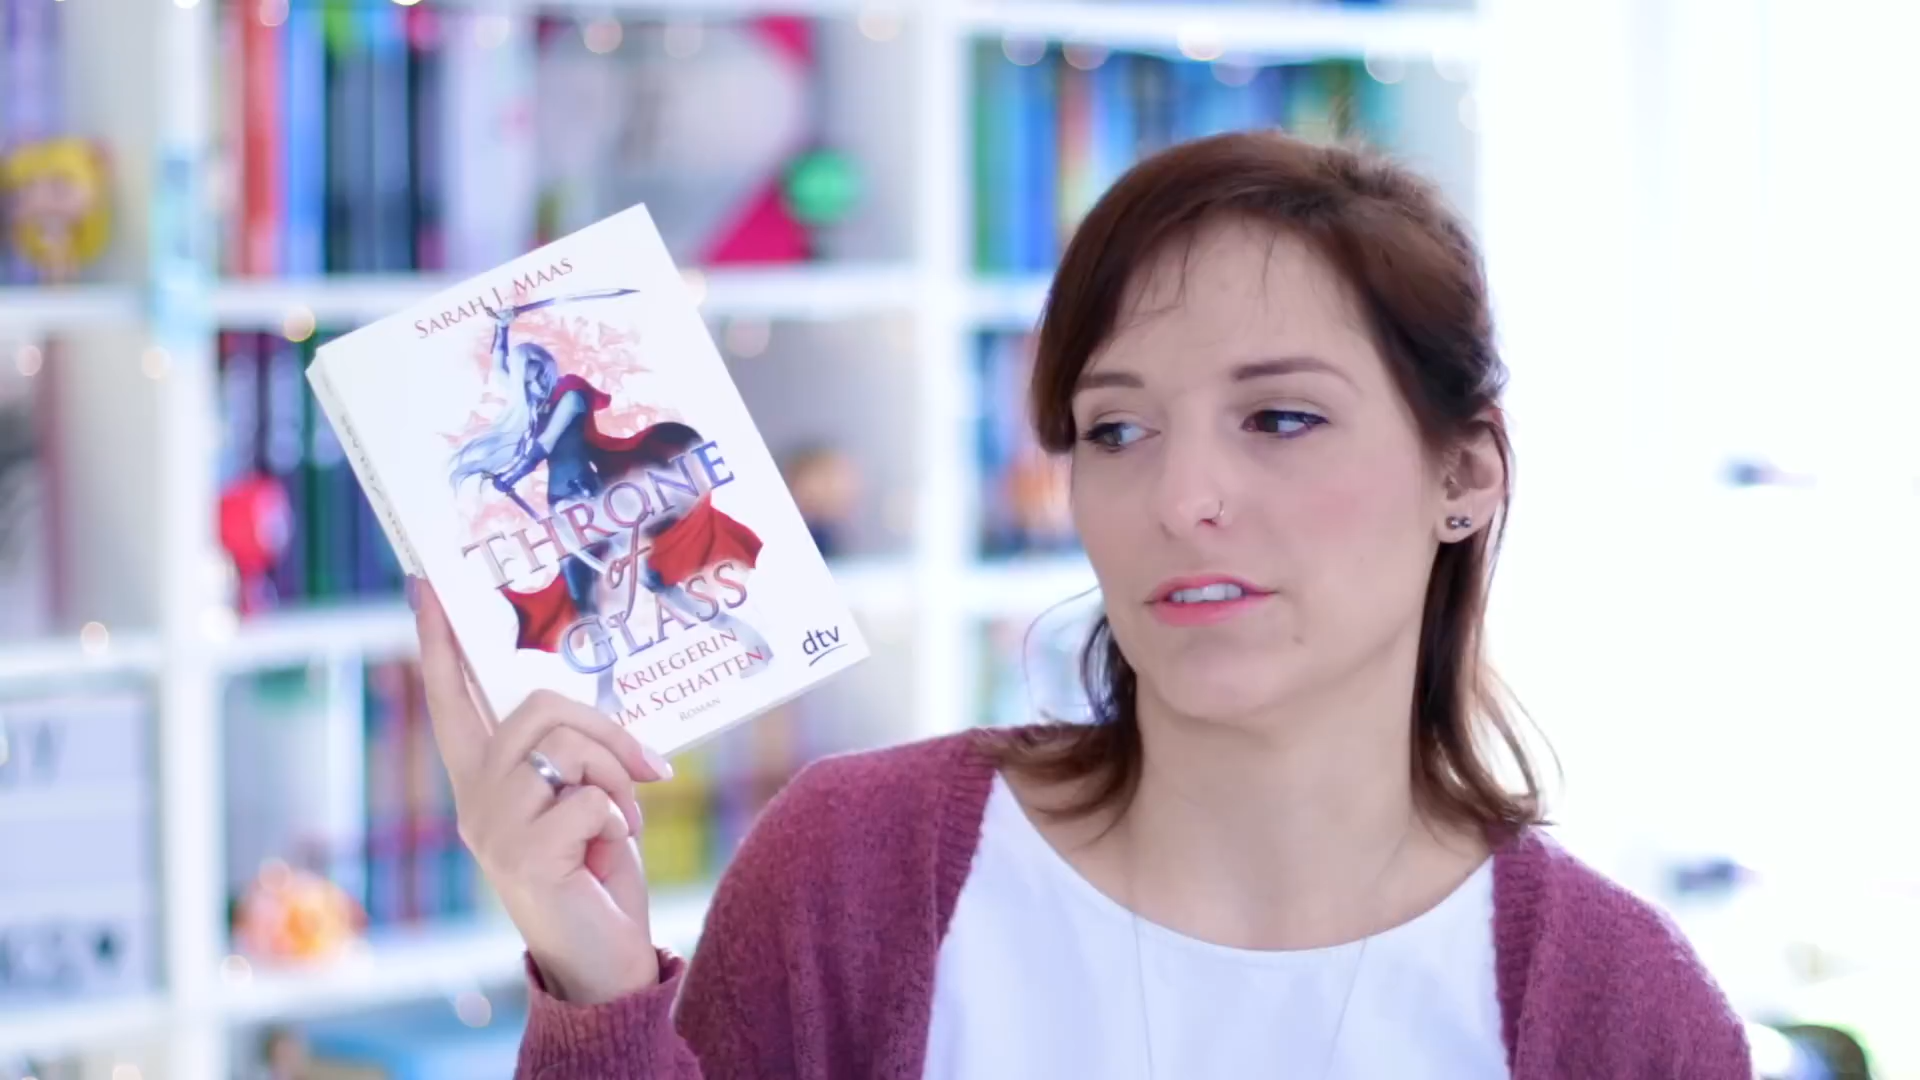 SARAH J. MAAS
THRONE
of
GLASS
KRIEGERIN
IM SCHATTEN
ROMAN
dtv